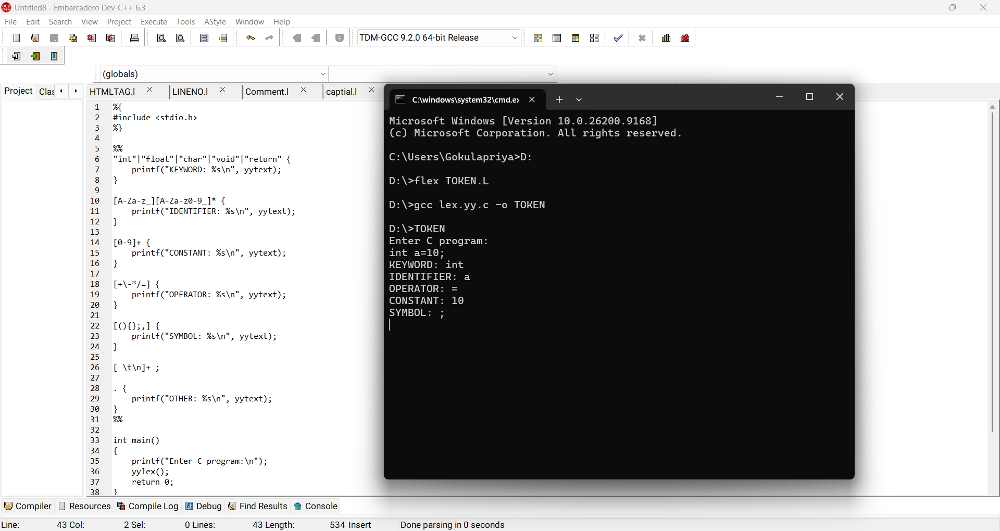 Untitled8 - Embarcadero Dev-C++ 6.3
File Edit Search View Project Execute Tools AStyle Window Help
TDM-GCC 9.2.0 64-bit Release
(globals)
Project Clas
HTMLTAG.l LINENO.l Comment.l captial.l
1 %{
2 #include <stdio.h>
3 %}
4
5 %%
6 "int"|"float"|"char"|"void"|"return" {
7     printf("KEYWORD: %s\n", yytext);
8 }
9
10 [A-Za-z_][A-Za-z0-9_]* {
11     printf("IDENTIFIER: %s\n", yytext);
12 }
13
14 [0-9]+ {
15     printf("CONSTANT: %s\n", yytext);
16 }
17
18 [+\-*/=] {
19     printf("OPERATOR: %s\n", yytext);
20 }
21
22 [(){};,] {
23     printf("SYMBOL: %s\n", yytext);
24 }
25
26 [ \t\n]+ ;
27
28 . {
29     printf("OTHER: %s\n", yytext);
30 }
31 %%
32
33 int main()
34 {
35     printf("Enter C program:\n");
36     yylex();
37     return 0;
38 }
C:\windows\system32\cmd.ex
Microsoft Windows [Version 10.0.26200.9168]
(c) Microsoft Corporation. All rights reserved.
C:\Users\Gokulapriya>D:
D:\>flex TOKEN.L
D:\>gcc lex.yy.c -o TOKEN
D:\>TOKEN
Enter C program:
int a=10;
KEYWORD: int
IDENTIFIER: a
OPERATOR: =
CONSTANT: 10
SYMBOL: ;
Compiler Resources Compile Log Debug Find Results Console
Line: 43 Col: 2 Sel: 0 Lines: 43 Length: 534 Insert Done parsing in 0 seconds